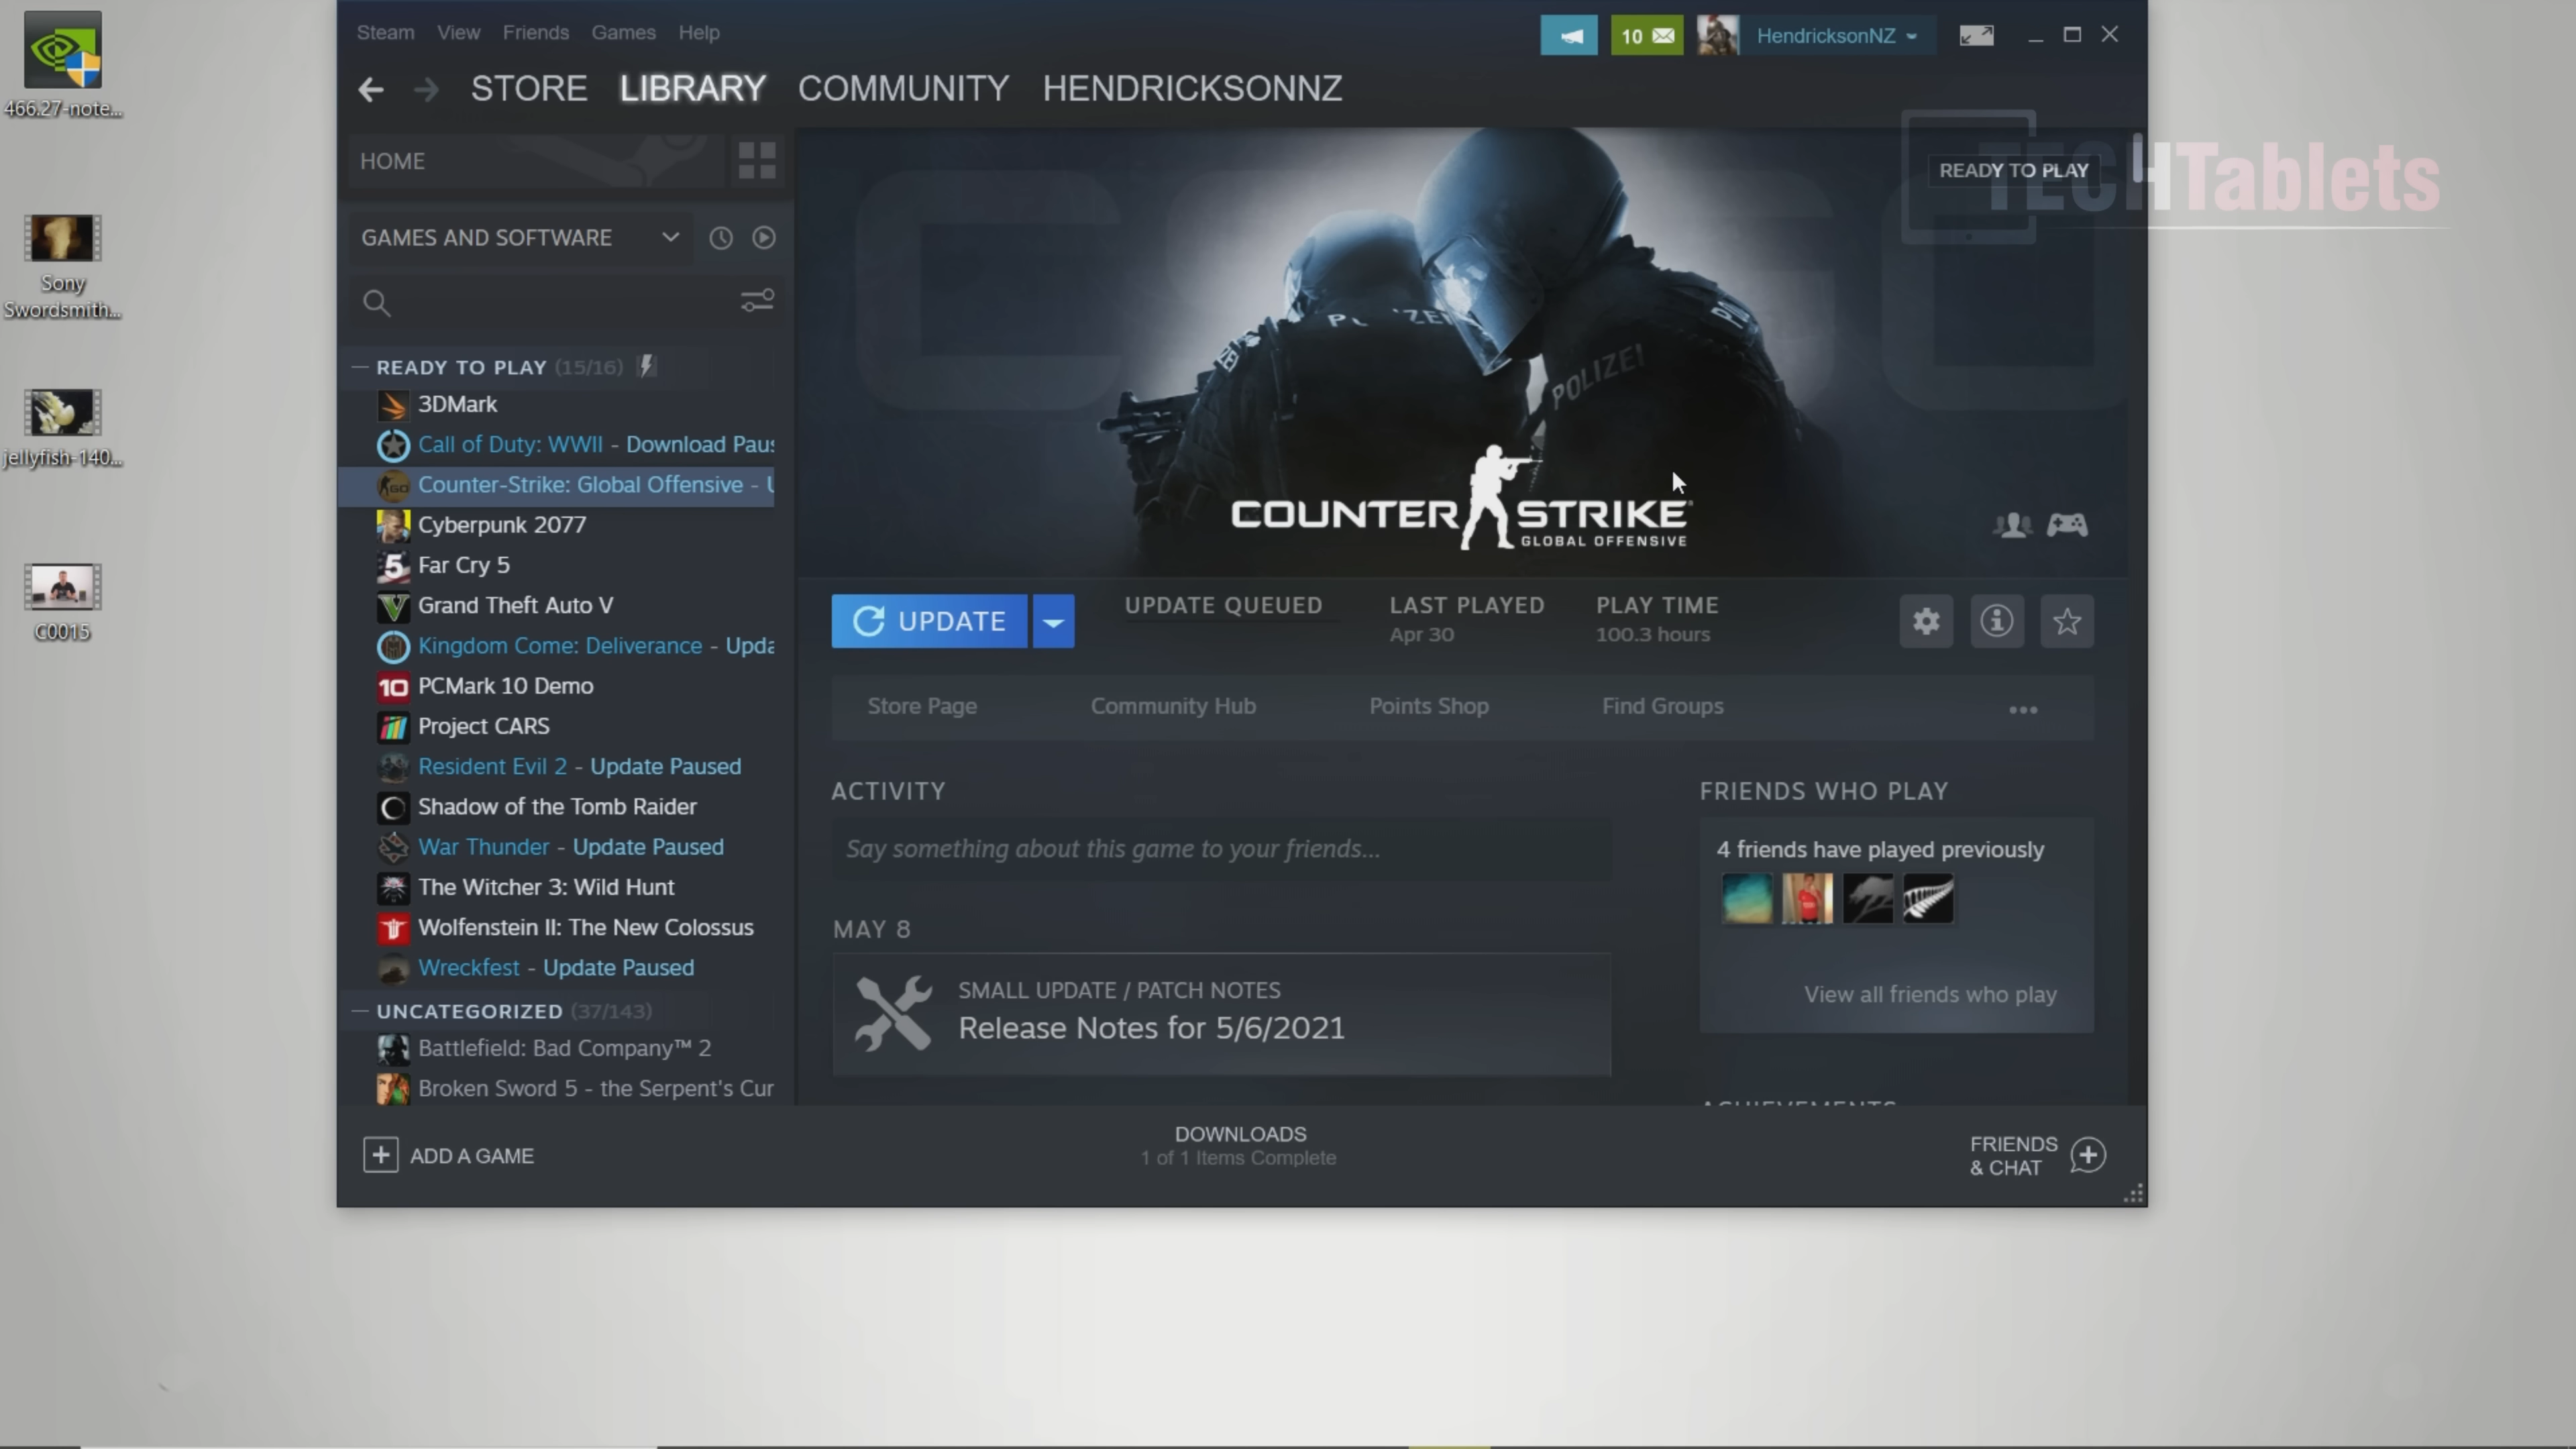 466.27-note...
Sony
Swordsmith...
jellyfish-140...
C0015
Steam View Friends Games Help
10
HendricksonNZ
STORE LIBRARY COMMUNITY HENDRICKSONNZ
HOME
GAMES AND SOFTWARE
READY TO PLAY (15/16)
3DMark
Call of Duty: WWII - Download Paus
Counter-Strike: Global Offensive - U
Cyberpunk 2077
Far Cry 5
Grand Theft Auto V
Kingdom Come: Deliverance - Upda
PCMark 10 Demo
Project CARS
Resident Evil 2 - Update Paused
Shadow of the Tomb Raider
War Thunder - Update Paused
The Witcher 3: Wild Hunt
Wolfenstein II: The New Colossus
Wreckfest - Update Paused
UNCATEGORIZED (37/143)
Battlefield: Bad Company™ 2
Broken Sword 5 - the Serpent's Cur
READY TO PLAY
TECHTablets
POLIZEI
COUNTER STRIKE
GLOBAL OFFENSIVE
UPDATE
UPDATE QUEUED
LAST PLAYED
Apr 30
PLAY TIME
100.3 hours
Store Page Community Hub Points Shop Find Groups
ACTIVITY
Say something about this game to your friends...
MAY 8
SMALL UPDATE / PATCH NOTES
Release Notes for 5/6/2021
FRIENDS WHO PLAY
4 friends have played previously
View all friends who play
ACHIEVEMENTS
ADD A GAME
DOWNLOADS
1 of 1 Items Complete
FRIENDS
& CHAT